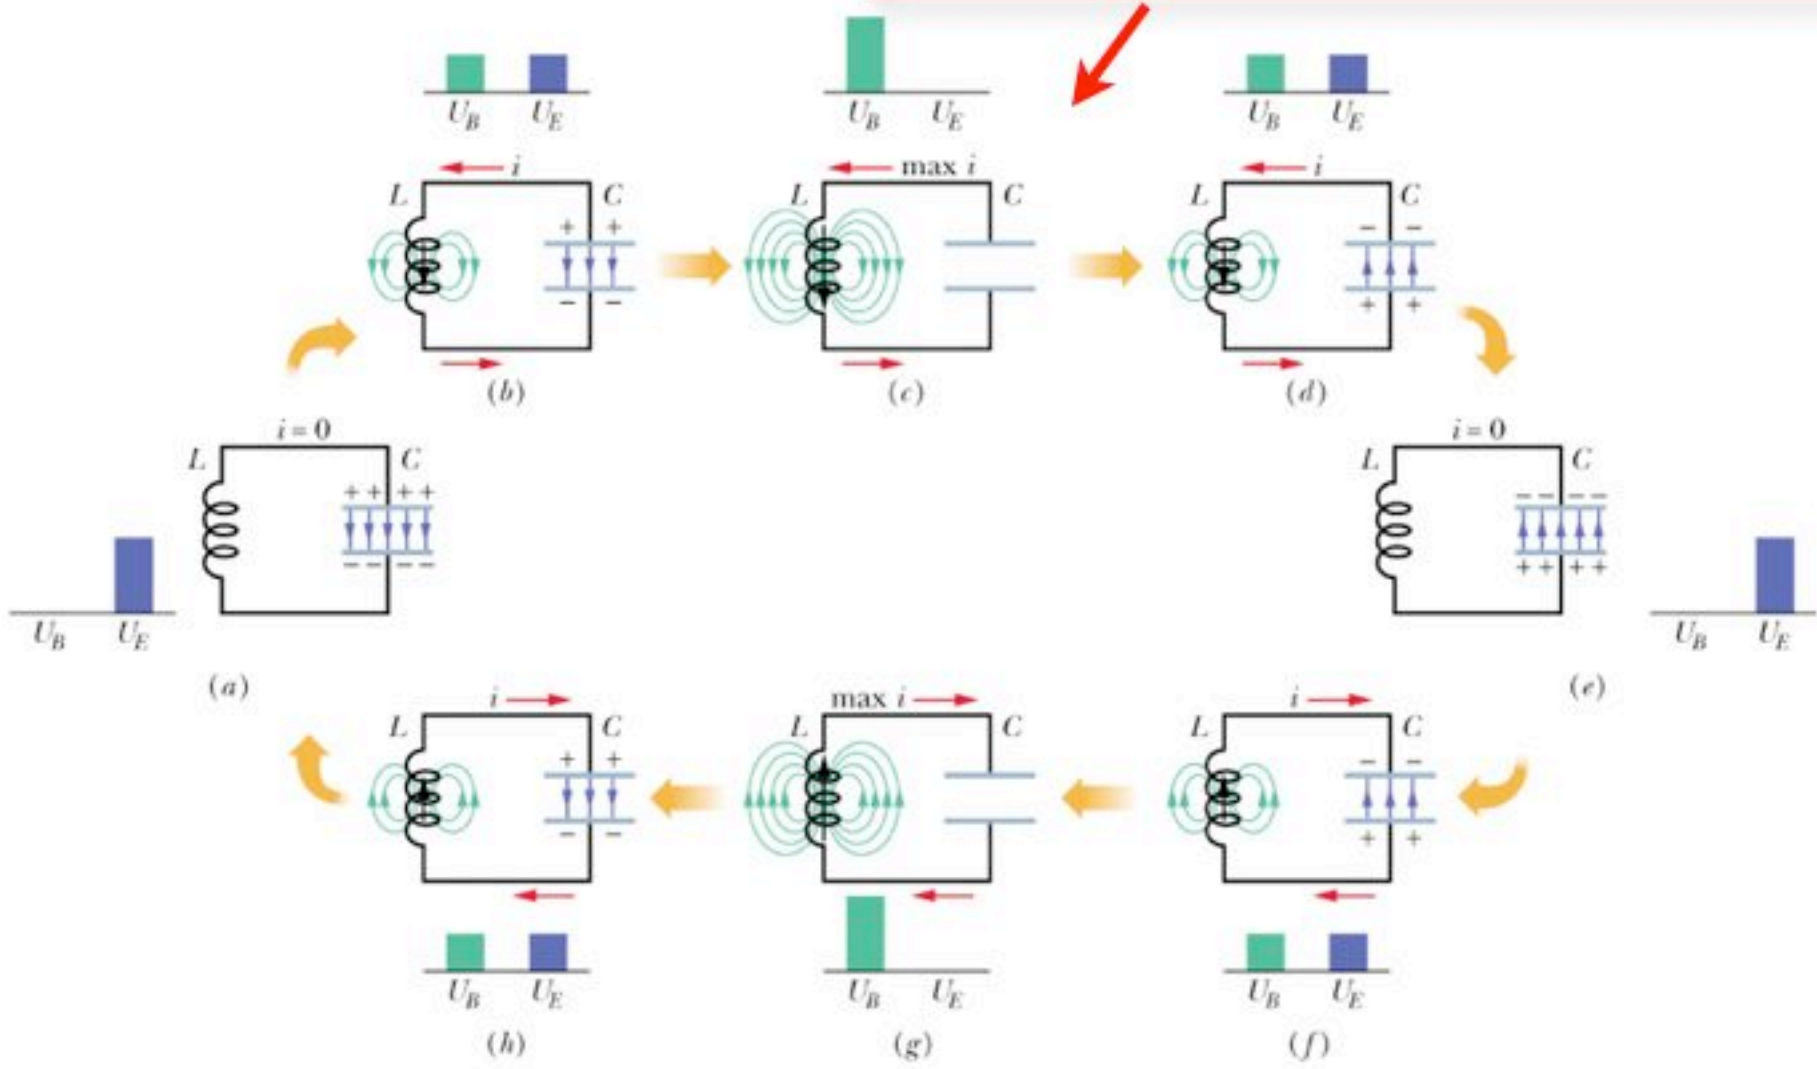 U_B U_E
U_B U_E
U_B U_E
i
max i
i
L C
L C
L C
+ +
− −
− −
+ +
(b)
(c)
(d)
i = 0
i = 0
L C
L C
+ + + +
− − − −
− − − −
+ + + +
U_B U_E
U_B U_E
(a)
(e)
i
max i
i
L C
L C
L C
+ +
− −
− −
+ +
U_B U_E
U_B U_E
U_B U_E
(h)
(g)
(f)